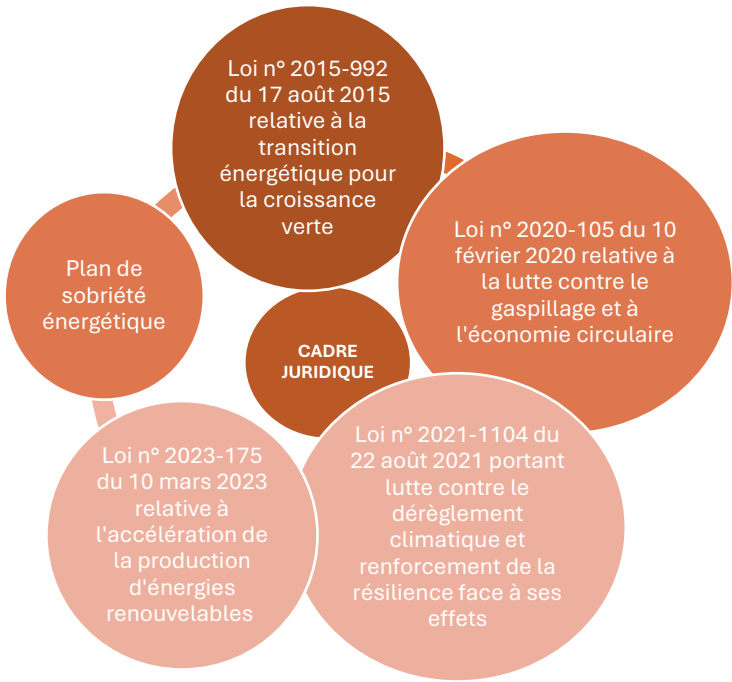 Loi n° 2015-992
du 17 août 2015
relative à la
transition
énergétique pour
la croissance
verte
Loi n° 2020-105 du 10
février 2020 relative à
la lutte contre le
gaspillage et à
l'économie circulaire
Loi n° 2021-1104 du
22 août 2021 portant
lutte contre le
dérèglement
climatique et
renforcement de la
résilience face à ses
effets
Loi n° 2023-175
du 10 mars 2023
relative à
l'accélération de
la production
d'énergies
renouvelables
Plan de
sobriété
énergétique
CADRE
JURIDIQUE